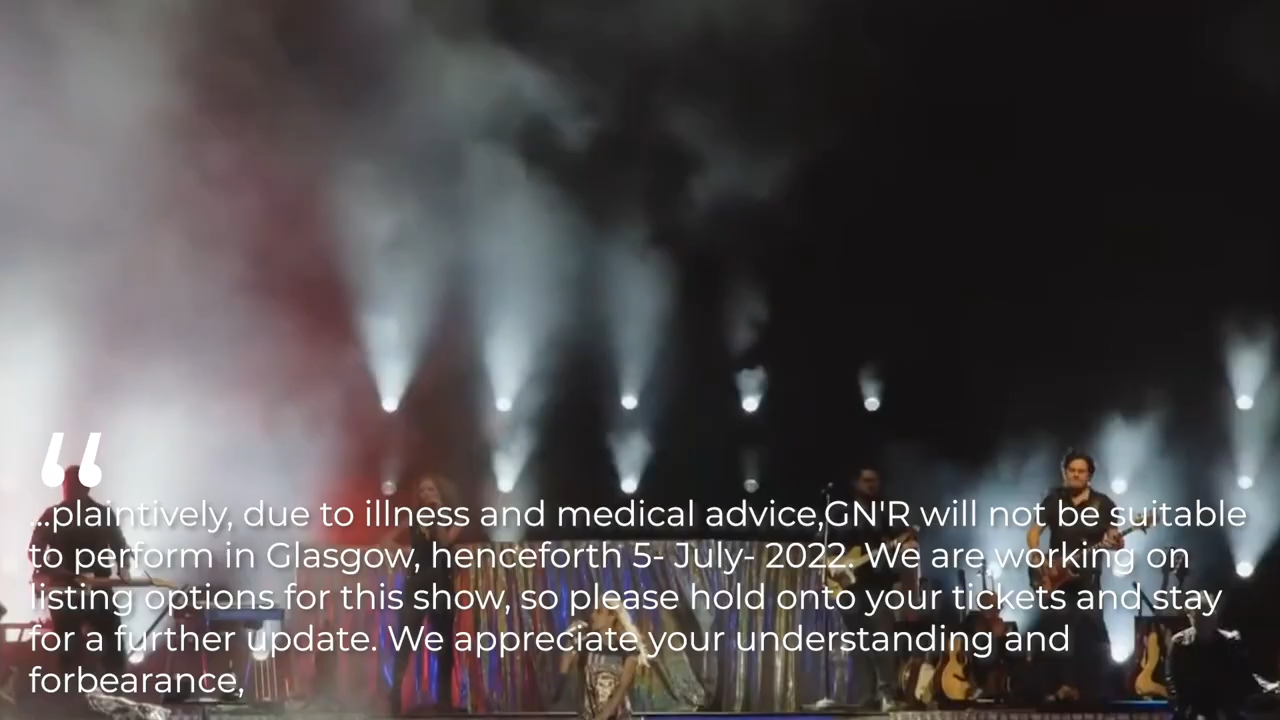 “
...plaintively, due to illness and medical advice,GN'R will not be suitable
to perform in Glasgow, henceforth 5- July- 2022. We are working on
listing options for this show, so please hold onto your tickets and stay
for a further update. We appreciate your understanding and
forbearance,